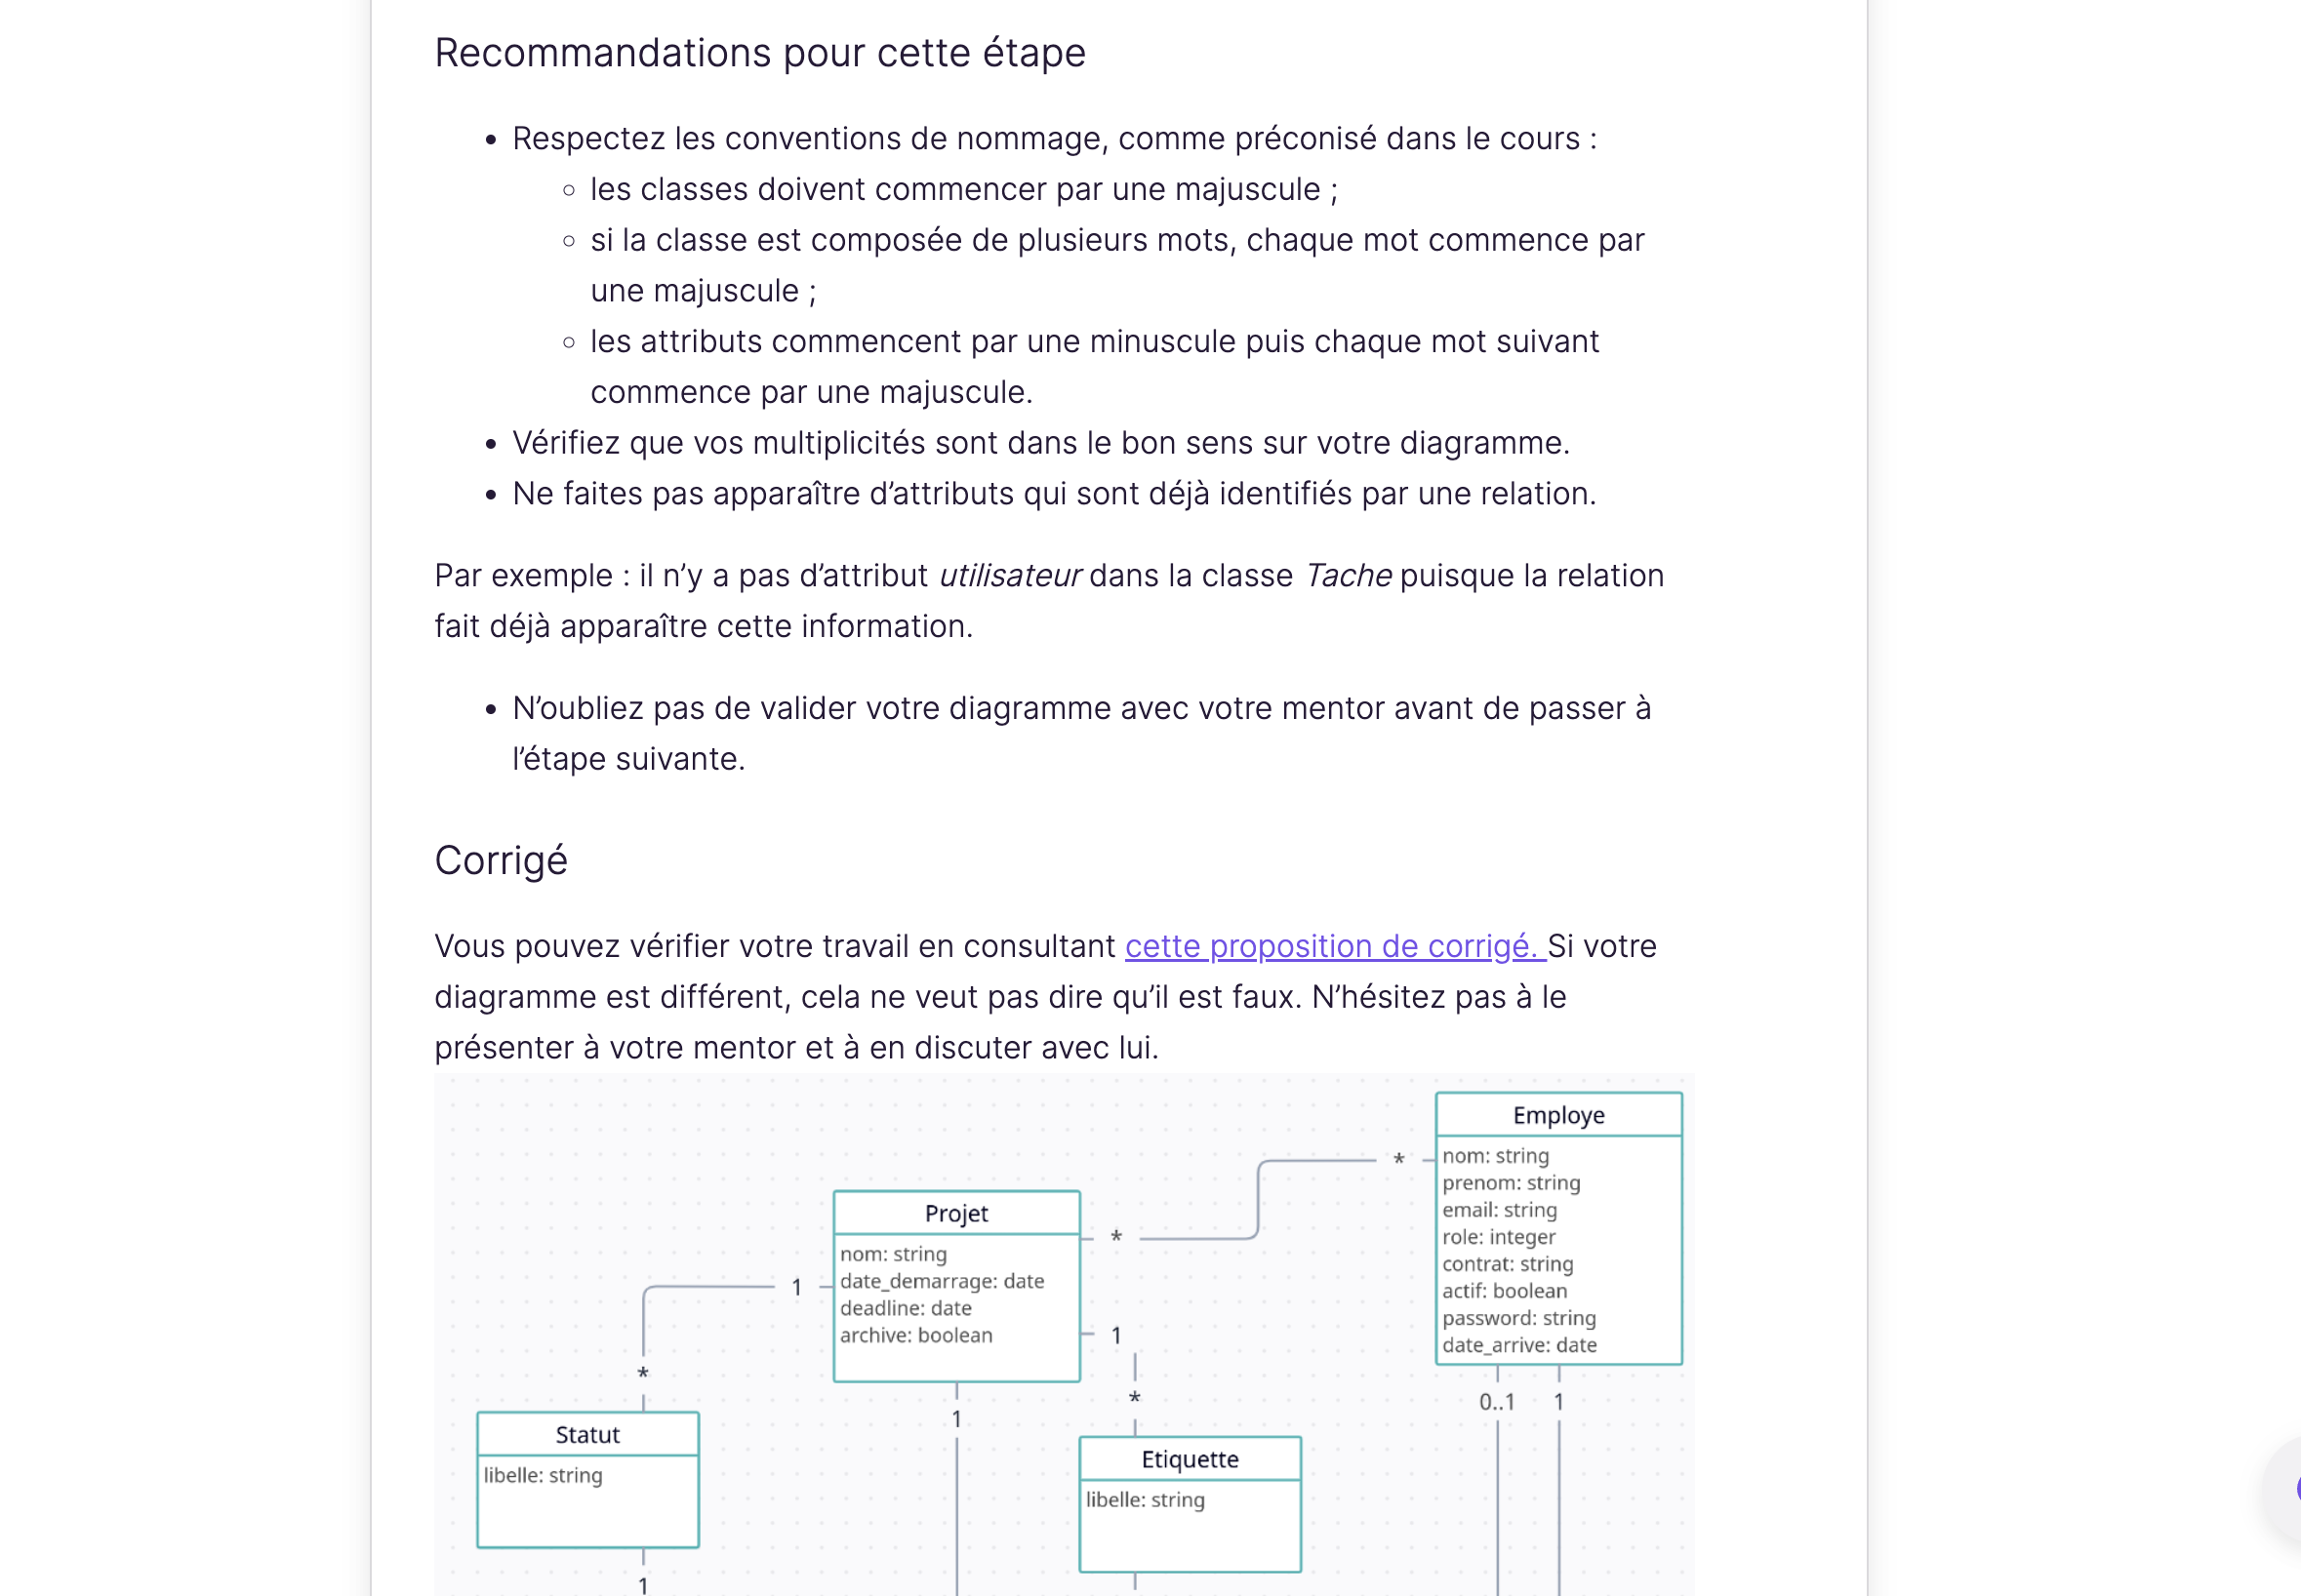 Recommandations pour cette étape
• Respectez les conventions de nommage, comme préconisé dans le cours :
◦ les classes doivent commencer par une majuscule ;
◦ si la classe est composée de plusieurs mots, chaque mot commence par
une majuscule ;
◦ les attributs commencent par une minuscule puis chaque mot suivant
commence par une majuscule.
• Vérifiez que vos multiplicités sont dans le bon sens sur votre diagramme.
• Ne faites pas apparaître d’attributs qui sont déjà identifiés par une relation.
Par exemple : il n’y a pas d’attribut utilisateur dans la classe Tache puisque la relation
fait déjà apparaître cette information.
• N’oubliez pas de valider votre diagramme avec votre mentor avant de passer à
l’étape suivante.
Corrigé
Vous pouvez vérifier votre travail en consultant cette proposition de corrigé. Si votre
diagramme est différent, cela ne veut pas dire qu’il est faux. N’hésitez pas à le
présenter à votre mentor et à en discuter avec lui.
Employe
nom: string
prenom: string
email: string
role: integer
contrat: string
actif: boolean
password: string
date_arrive: date
*
*
0..1
1
Projet
nom: string
date_demarrage: date
deadline: date
archive: boolean
1
*
1
*
1
Statut
libelle: string
1
Etiquette
libelle: string